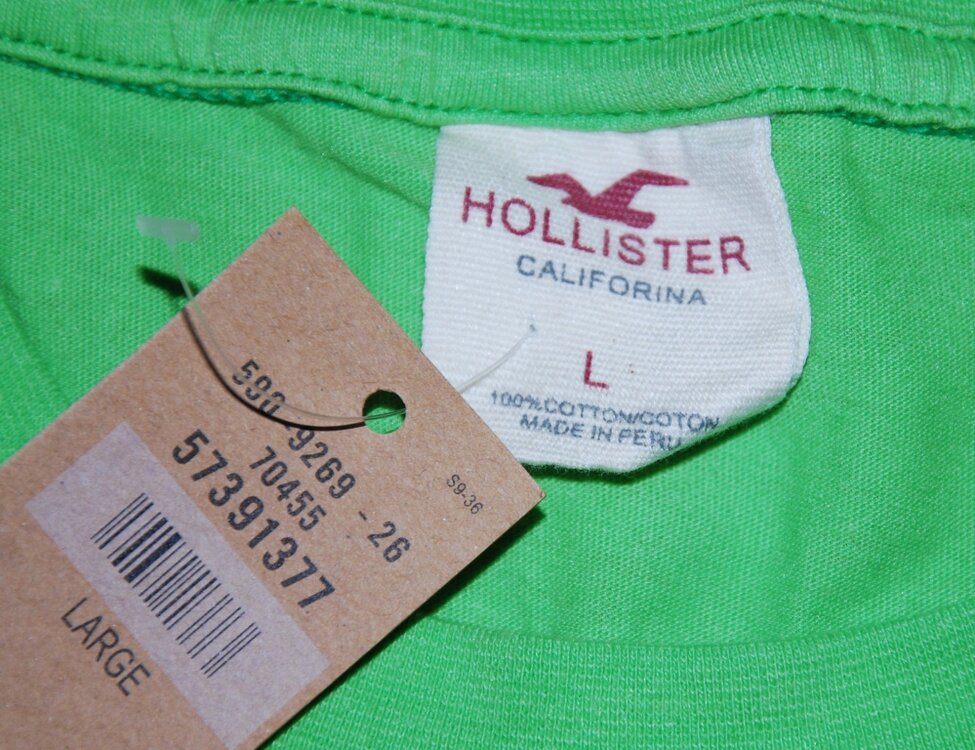 HOLLISTER
CALIFORINA
L
100%COTTON/COTON
MADE IN PERU
9269 - 26
70455
57391377
S9-36
LARGE